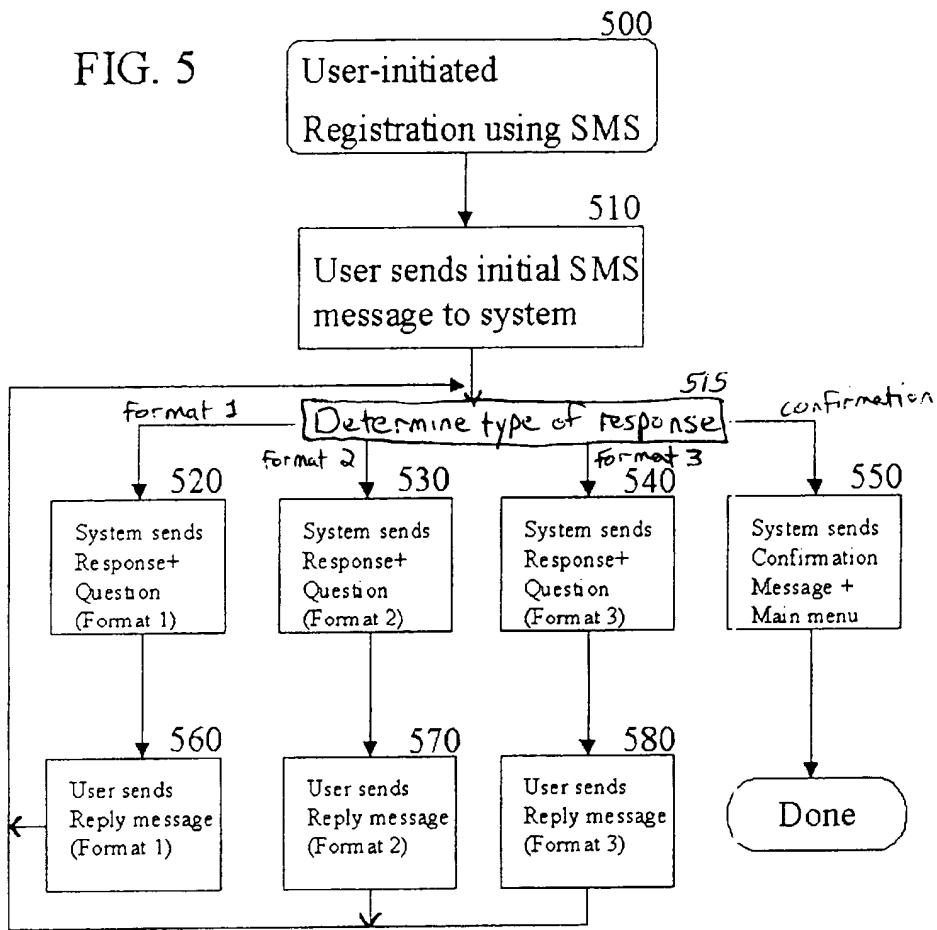 FIG. 5
500
User-initiated
Registration using SMS
510
User sends initial SMS
message to system
515
Determine type of response
format 1
format 2
format 3
confirmation
520
System sends
Response+
Question
(Format 1)
530
System sends
Response+
Question
(Format 2)
540
System sends
Response+
Question
(Format 3)
550
System sends
Confirmation
Message +
Main menu
560
User sends
Reply message
(Format 1)
570
User sends
Reply message
(Format 2)
580
User sends
Reply message
(Format 3)
Done